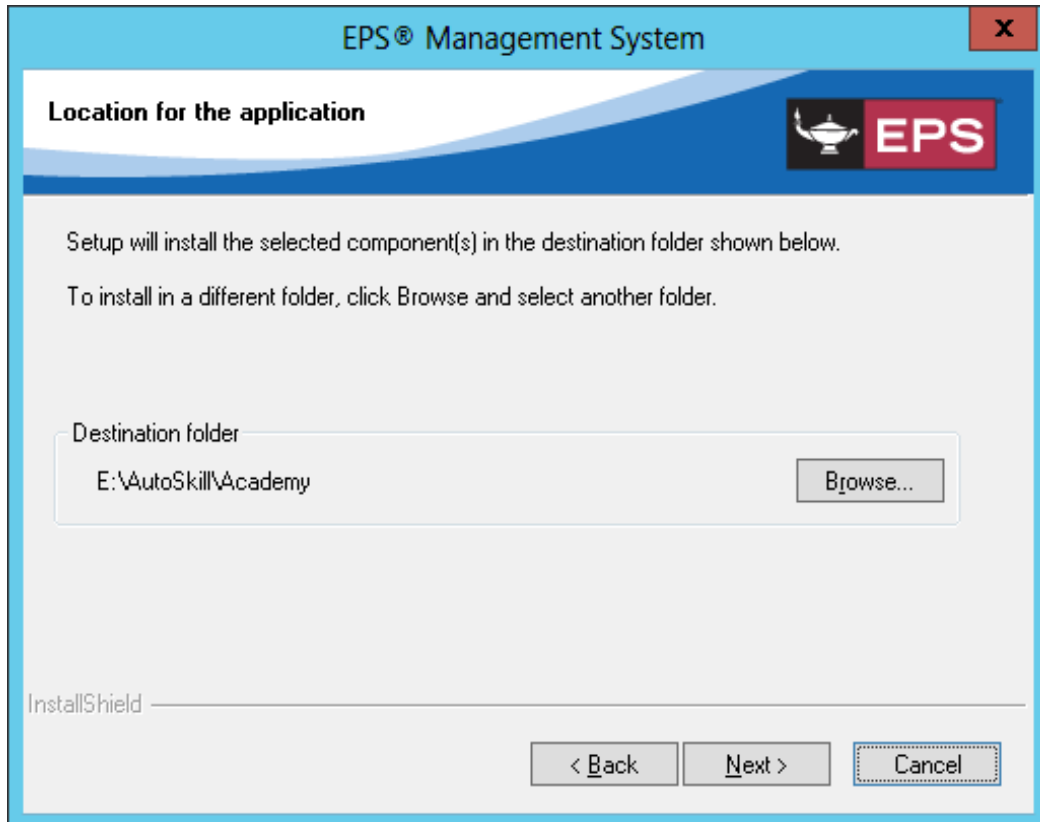 EPS® Management System
x
Location for the application
EPS
Setup will install the selected component(s) in the destination folder shown below.
To install in a different folder, click Browse and select another folder.
Destination folder
E:\AutoSkill\Academy
Browse...
InstallShield
< Back
Next >
Cancel